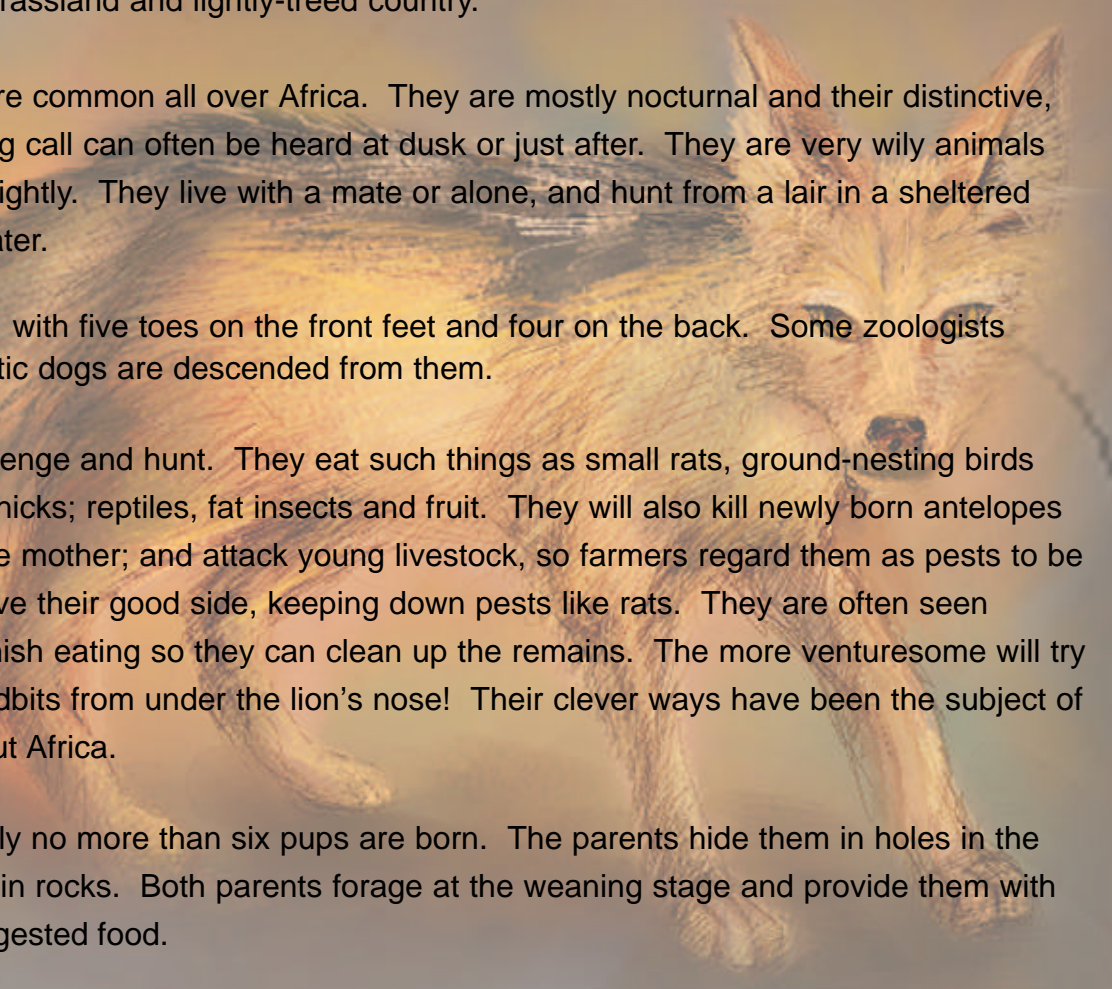 rassland and lightly-treed country.
re common all over Africa. They are mostly nocturnal and their distinctive,
g call can often be heard at dusk or just after. They are very wily animals
ightly. They live with a mate or alone, and hunt from a lair in a sheltered
ater.
with five toes on the front feet and four on the back. Some zoologists
tic dogs are descended from them.
enge and hunt. They eat such things as small rats, ground-nesting birds
hicks; reptiles, fat insects and fruit. They will also kill newly born antelopes
e mother; and attack young livestock, so farmers regard them as pests to be
ve their good side, keeping down pests like rats. They are often seen
nish eating so they can clean up the remains. The more venturesome will try
dbits from under the lion’s nose! Their clever ways have been the subject of
ut Africa.
ly no more than six pups are born. The parents hide them in holes in the
in rocks. Both parents forage at the weaning stage and provide them with
gested food.